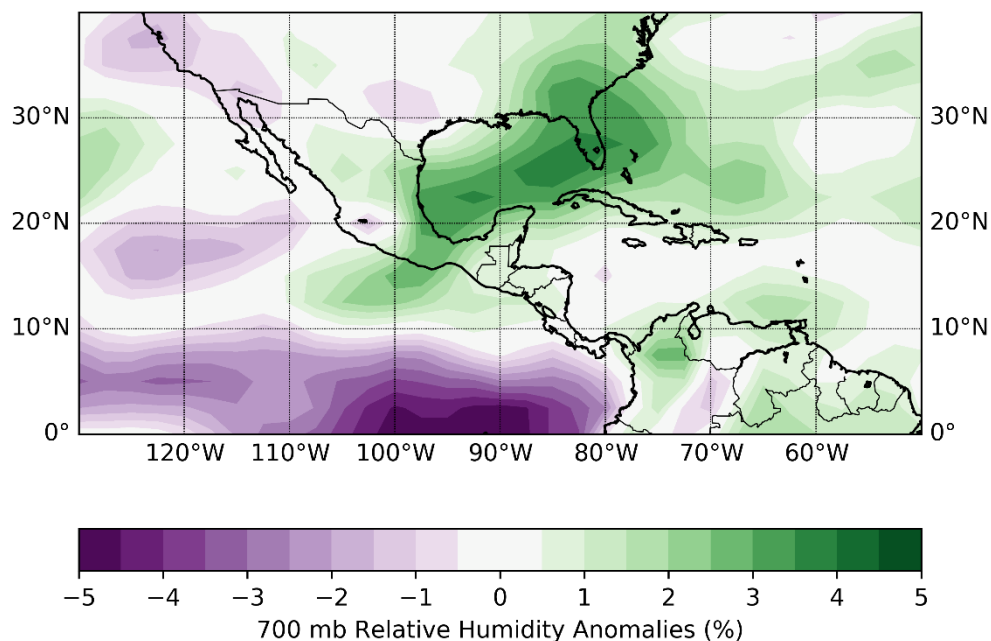 30°N 30°N
20°N 20°N
10°N 10°N
0° 0°
120°W 110°W 100°W 90°W 80°W 70°W 60°W
−5 −4 −3 −2 −1 0 1 2 3 4 5
700 mb Relative Humidity Anomalies (%)